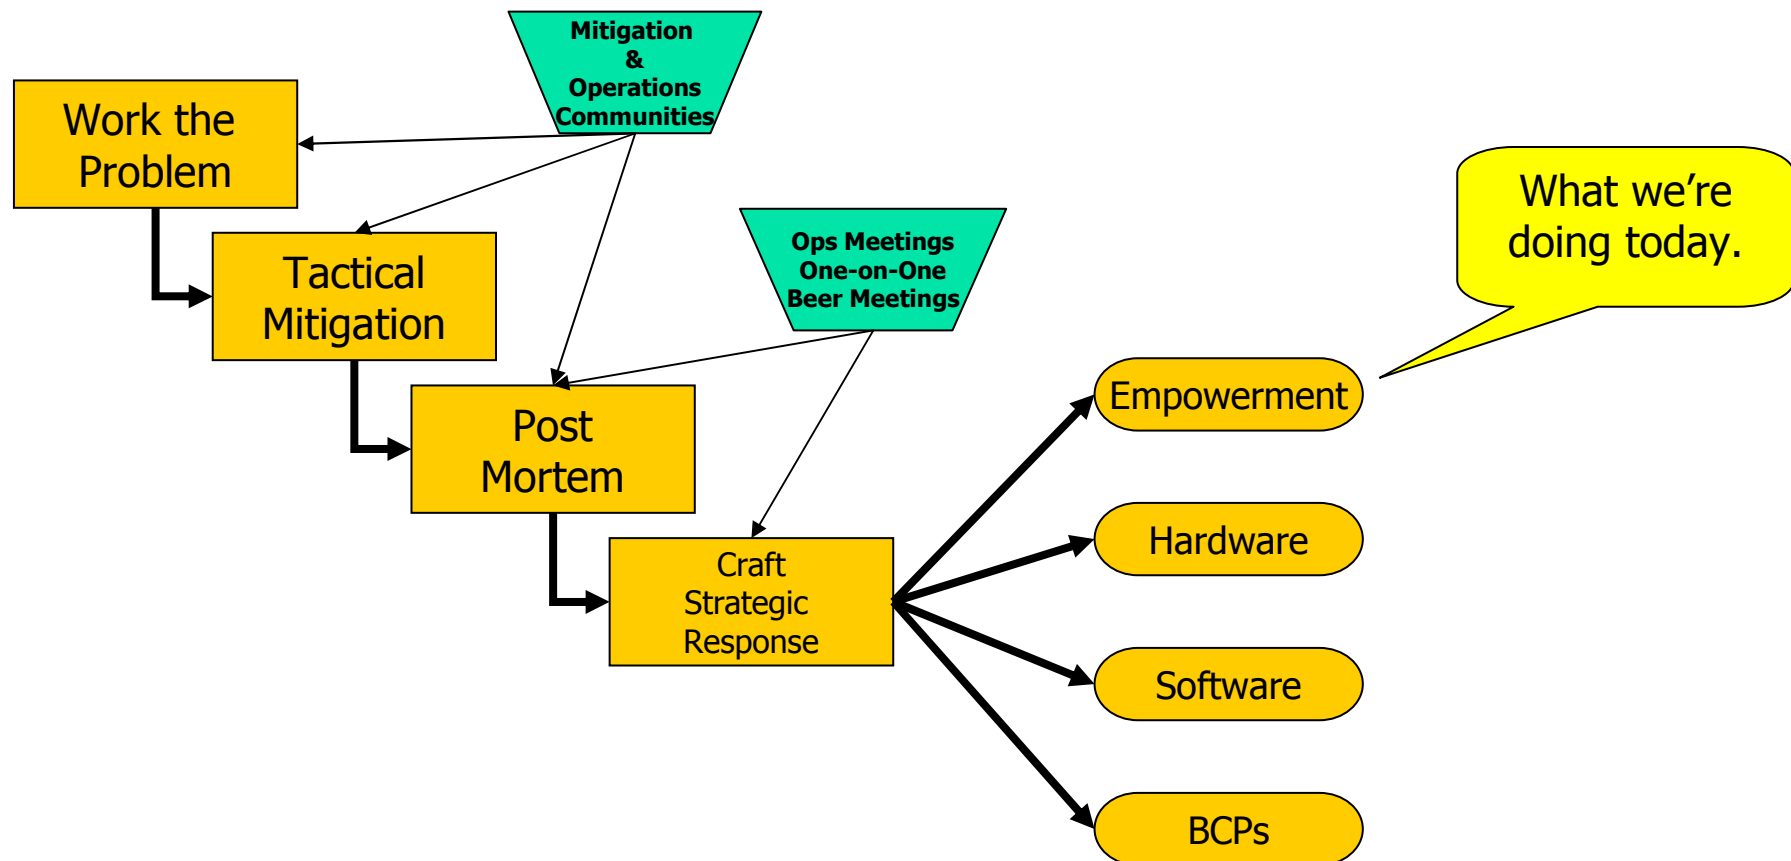 Mitigation
&
Operations
Communities
Work the
Problem
What we’re
doing today.
Ops Meetings
One-on-One
Beer Meetings
Tactical
Mitigation
Empowerment
Post
Mortem
Hardware
Craft
Strategic
Response
Software
BCPs